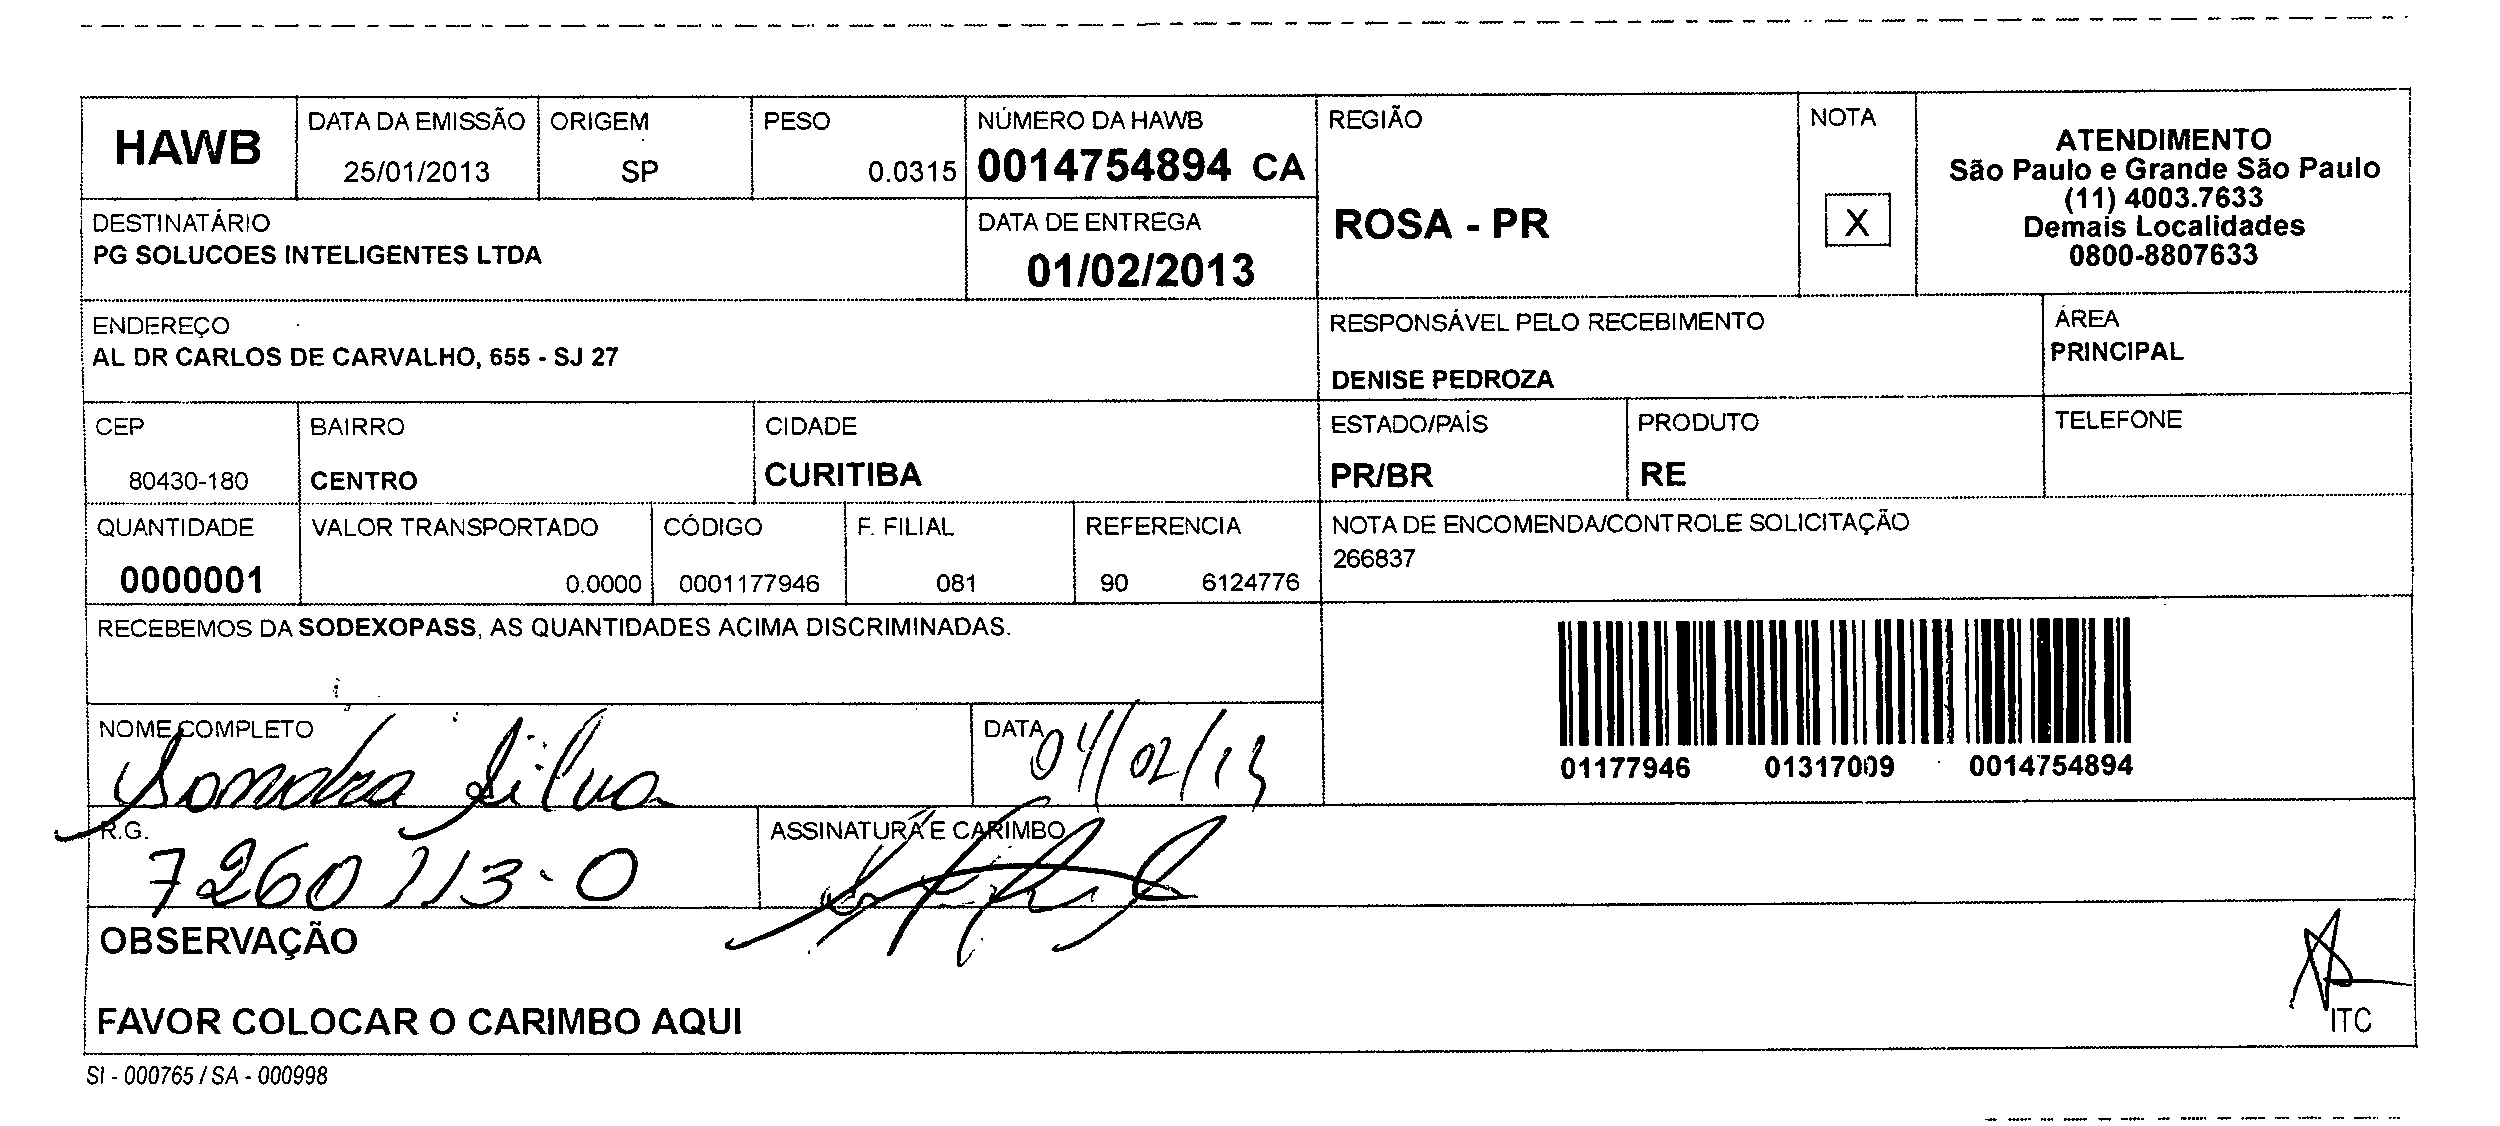 HAWB
DATA DA EMISSÃO
25/01/2013
ORIGEM
SP
PESO
0.0315
NÚMERO DA HAWB
0014754894 CA
REGIÃO
ROSA - PR
NOTA
X
ATENDIMENTO
São Paulo e Grande São Paulo
(11) 4003.7633
Demais Localidades
0800-8807633
DESTINATÁRIO
PG SOLUCOES INTELIGENTES LTDA
DATA DE ENTREGA
01/02/2013
ENDEREÇO
AL DR CARLOS DE CARVALHO, 655 - SJ 27
RESPONSÁVEL PELO RECEBIMENTO
DENISE PEDROZA
ÁREA
PRINCIPAL
CEP
80430-180
BAIRRO
CENTRO
CIDADE
CURITIBA
ESTADO/PAÍS
PR/BR
PRODUTO
RE
TELEFONE
QUANTIDADE
0000001
VALOR TRANSPORTADO
0.0000
CÓDIGO
0001177946
F. FILIAL
081
REFERENCIA
90 6124776
NOTA DE ENCOMENDA/CONTROLE SOLICITAÇÃO
266837
RECEBEMOS DA SODEXOPASS, AS QUANTIDADES ACIMA DISCRIMINADAS.
01177946 01317009 0014754894
NOME COMPLETO
Sandra Silva
DATA
04/02/13
R.G.
7260113-0
ASSINATURA E CARIMBO
OBSERVAÇÃO
FAVOR COLOCAR O CARIMBO AQUI
ITC
SI - 000765 / SA - 000998